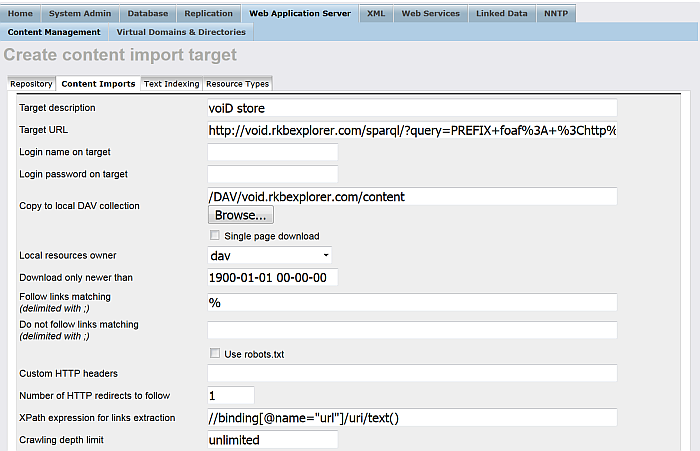 Home System Admin Database Replication Web Application Server XML Web Services Linked Data NNTP
Content Management Virtual Domains & Directories
Create content import target
Repository Content Imports Text Indexing Resource Types
Target description voiD store
Target URL http://void.rkbexplorer.com/sparql/?query=PREFIX+foaf%3A+%3Chttp%
Login name on target
Login password on target
Copy to local DAV collection /DAV/void.rkbexplorer.com/content
Browse...
Single page download
Local resources owner dav
Download only newer than 1900-01-01 00-00-00
Follow links matching %
(delimited with ;)
Do not follow links matching
(delimited with ;)
Use robots.txt
Custom HTTP headers
Number of HTTP redirects to follow 1
XPath expression for links extraction //binding[@name="url"]/uri/text()
Crawling depth limit unlimited